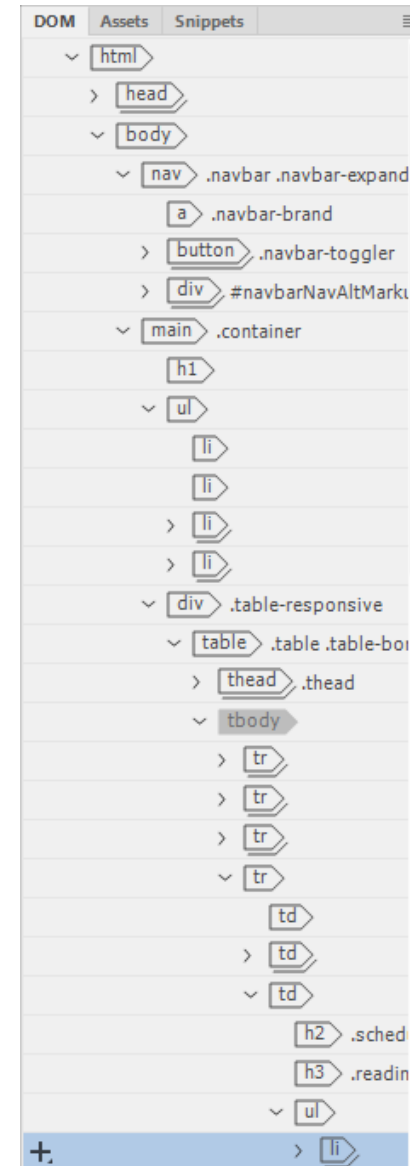 DOM Assets Snippets
html
head
body
nav .navbar .navbar-expand
a .navbar-brand
button .navbar-toggler
div #navbarNavAltMarku
main .container
h1
ul
li
li
li
li
div .table-responsive
table .table .table-bor
thead .thead
tbody
tr
tr
tr
tr
td
td
td
h2 .sched
h3 .readin
ul
li